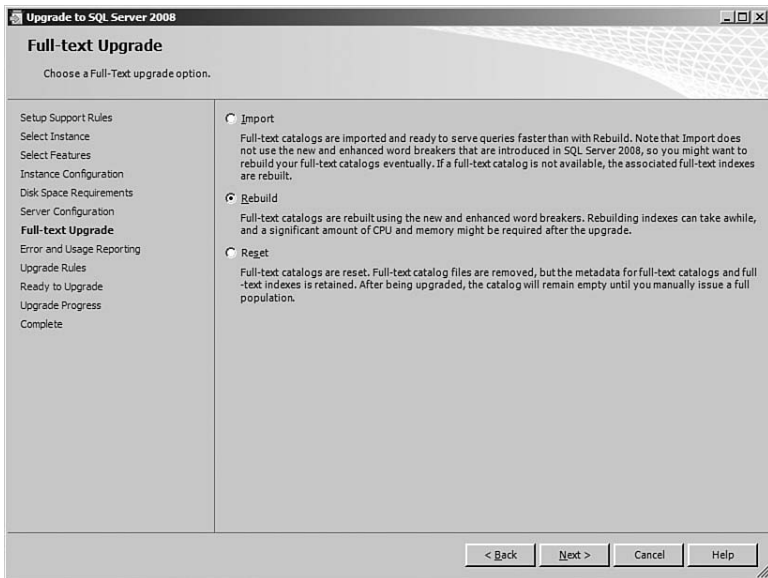 Upgrade to SQL Server 2008
Full-text Upgrade
Choose a Full-Text upgrade option.
Setup Support Rules
Select Instance
Select Features
Instance Configuration
Disk Space Requirements
Server Configuration
Full-text Upgrade
Error and Usage Reporting
Upgrade Rules
Ready to Upgrade
Upgrade Progress
Complete
Import
Full-text catalogs are imported and ready to serve queries faster than with Rebuild. Note that Import does
not use the new and enhanced word breakers that are introduced in SQL Server 2008, so you might want to
rebuild your full-text catalogs eventually. If a full-text catalog is not available, the associated full-text indexes
are rebuilt.
Rebuild
Full-text catalogs are rebuilt using the new and enhanced word breakers. Rebuilding indexes can take awhile,
and a significant amount of CPU and memory might be required after the upgrade.
Reset
Full-text catalogs are reset. Full-text catalog files are removed, but the metadata for full-text catalogs and full
-text indexes is retained. After being upgraded, the catalog will remain empty until you manually issue a full
population.
< Back
Next >
Cancel
Help